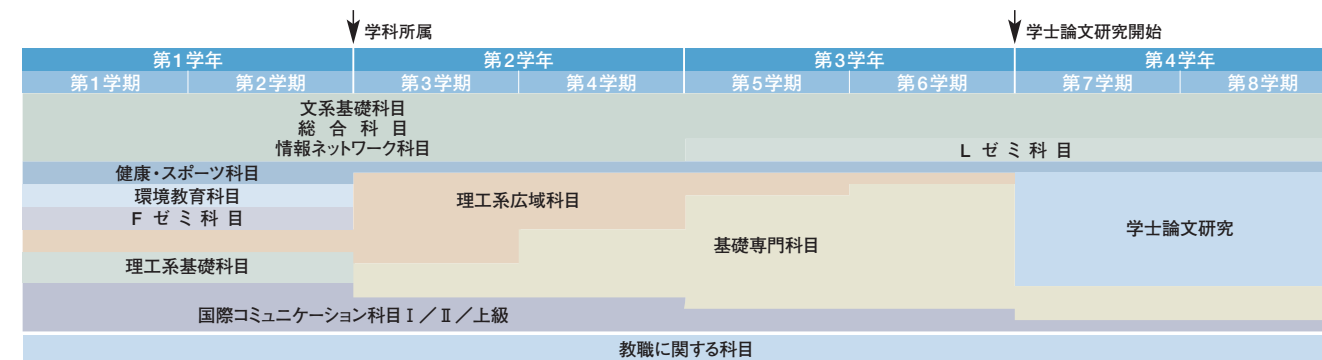 学科所属
学士論文研究開始
第1学年
第2学年
第3学年
第4学年
第1学期
第2学期
第3学期
第4学期
第5学期
第6学期
第7学期
第8学期
文系基礎科目
総合科目
情報ネットワーク科目
Lゼミ科目
健康・スポーツ科目
環境教育科目
Fゼミ科目
理工系広域科目
理工系基礎科目
基礎専門科目
学士論文研究
国際コミュニケーション科目Ⅰ／Ⅱ／上級
教職に関する科目